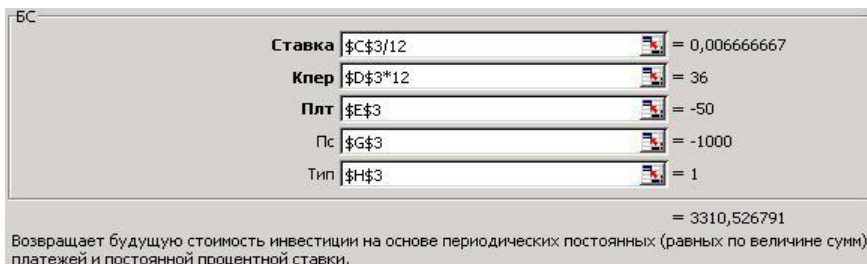 БС
Ставка $C$3/12 = 0,006666667
Кпер $D$3*12 = 36
Плт $E$3 = -50
Пс $G$3 = -1000
Тип $H$3 = 1
= 3310,526791
Возвращает будущую стоимость инвестиции на основе периодических постоянных (равных по величине сумм)
платежей и постоянной процентной ставки.